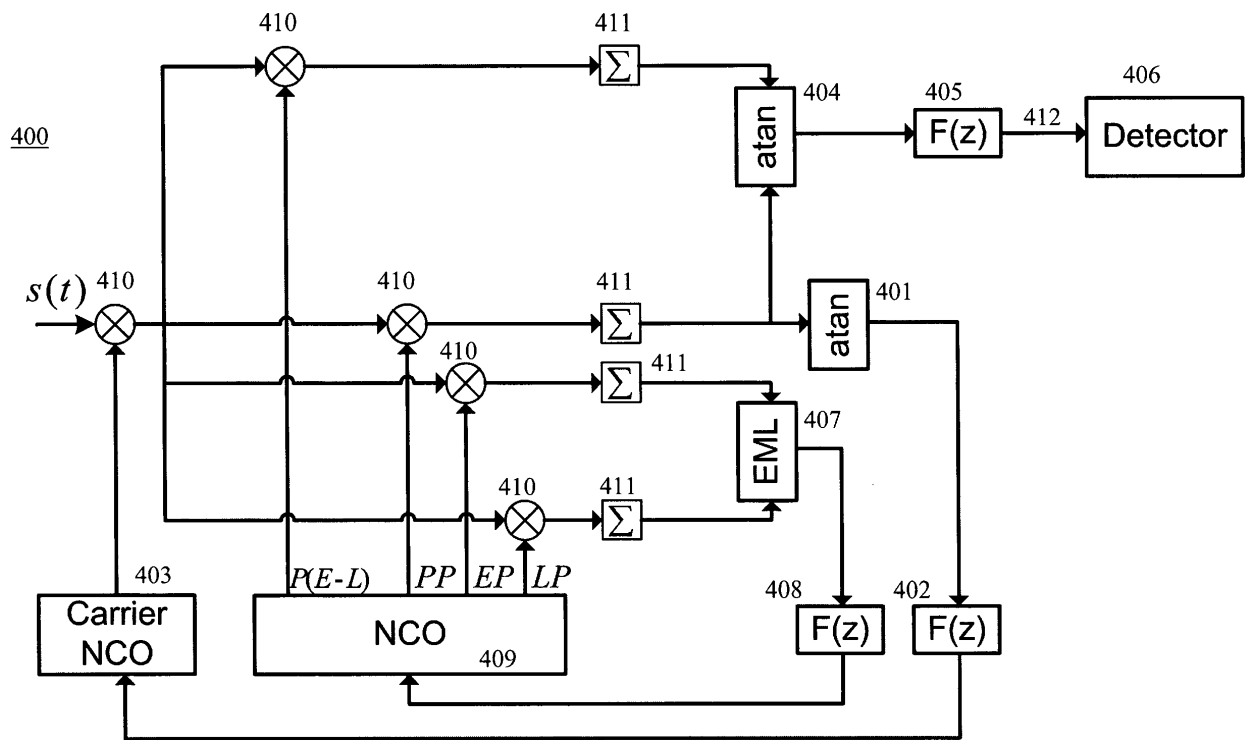 410
411
404
405
406
400
Σ
atan
F(z)
412
Detector
s(t)
410
410
411
401
Σ
atan
410
411
Σ
407
EML
410
411
Σ
403
P(E-L)
PP
EP
LP
408
402
Carrier
NCO
NCO
409
F(z)
F(z)